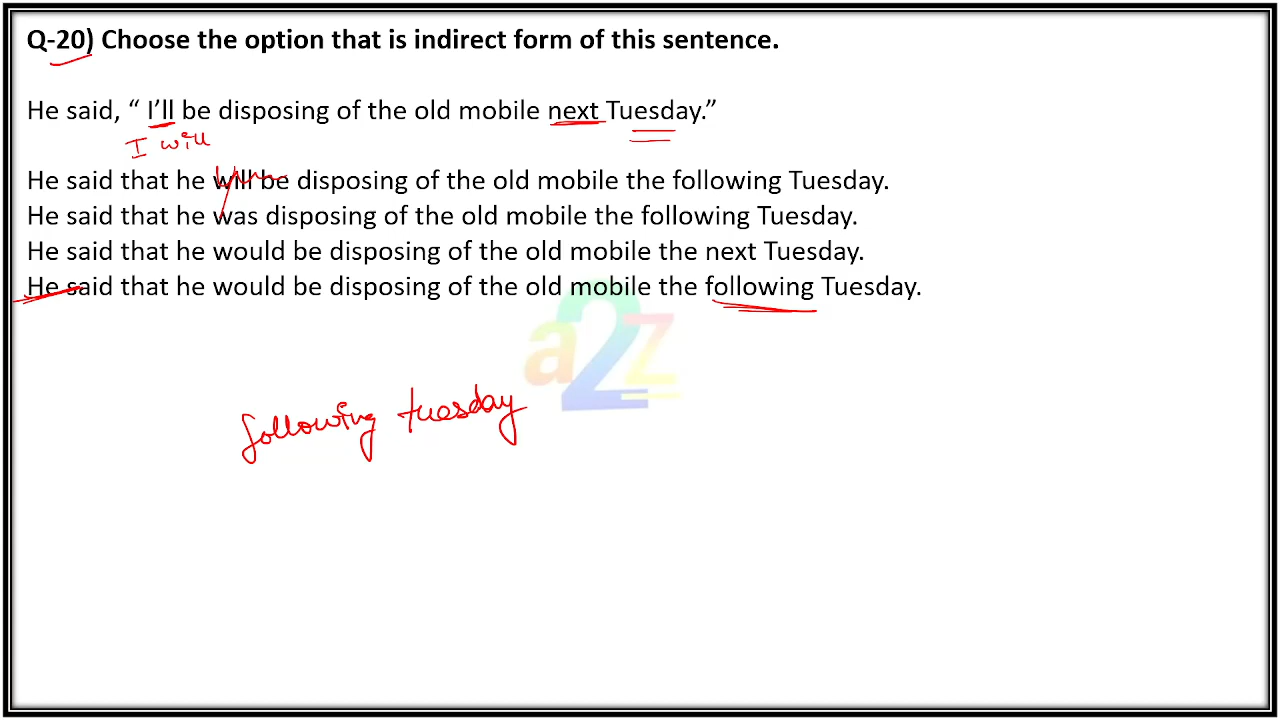 Q-20) Choose the option that is indirect form of this sentence.
He said, “ I’ll be disposing of the old mobile next Tuesday.”
I will
He said that he will be disposing of the old mobile the following Tuesday.
He said that he was disposing of the old mobile the following Tuesday.
He said that he would be disposing of the old mobile the next Tuesday.
He said that he would be disposing of the old mobile the following Tuesday.
a2z
following tuesday